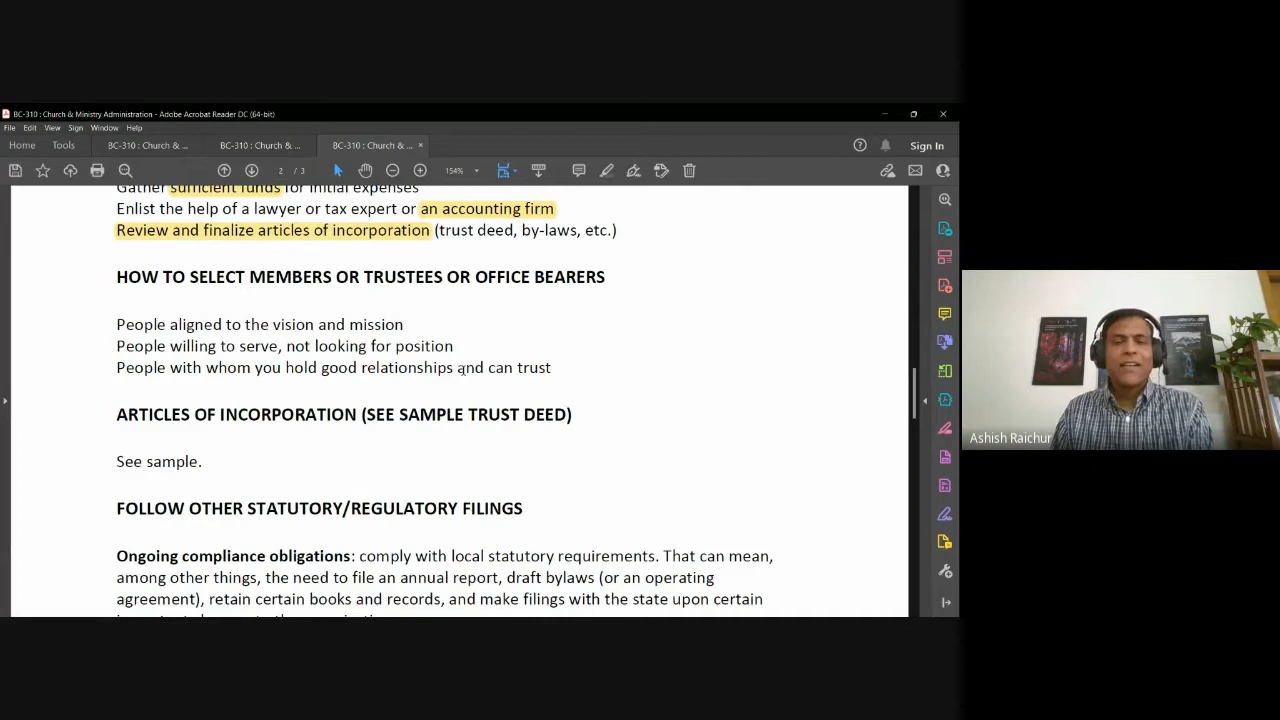 BC-310 : Church & Ministry Administration - Adobe Acrobat Reader DC (64-bit)
File Edit View Sign Window Help
Home Tools BC-310 : Church & ... BC-310 : Church & ... BC-310 : Church & ... ×
Sign In
2 / 3 154%
Gather sufficient funds for initial expenses
Enlist the help of a lawyer or tax expert or an accounting firm
Review and finalize articles of incorporation (trust deed, by-laws, etc.)
HOW TO SELECT MEMBERS OR TRUSTEES OR OFFICE BEARERS
People aligned to the vision and mission
People willing to serve, not looking for position
People with whom you hold good relationships and can trust
ARTICLES OF INCORPORATION (SEE SAMPLE TRUST DEED)
See sample.
FOLLOW OTHER STATUTORY/REGULATORY FILINGS
Ongoing compliance obligations: comply with local statutory requirements. That can mean,
among other things, the need to file an annual report, draft bylaws (or an operating
agreement), retain certain books and records, and make filings with the state upon certain
Ashish Raichur